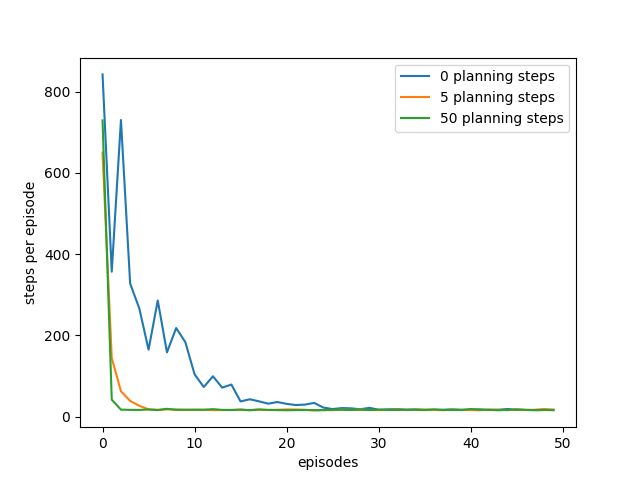 0 planning steps
5 planning steps
50 planning steps
steps per episode
800
600
400
200
0
0 10 20 30 40 50
episodes